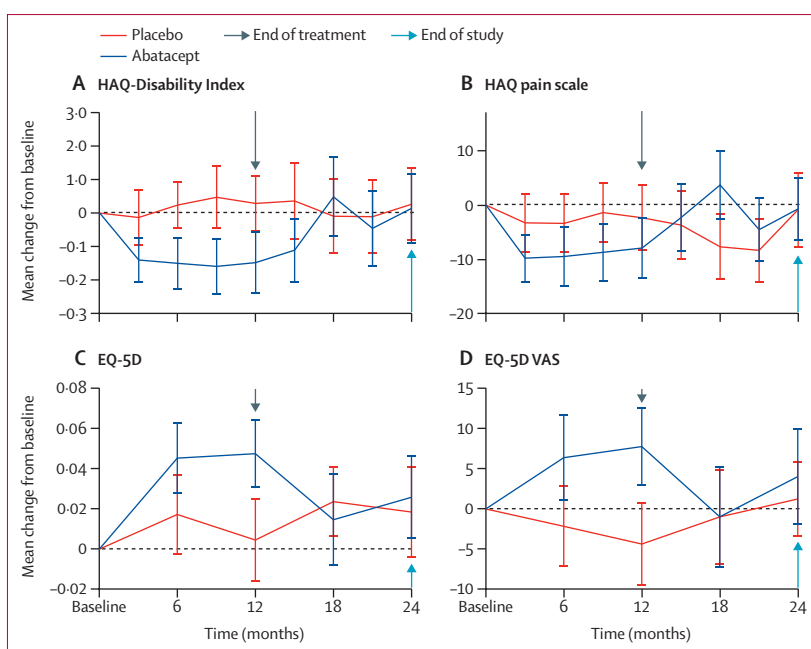 Placebo
Abatacept
End of treatment
End of study
A HAQ-Disability Index
Mean change from baseline
3·0
2·0
1·0
0
–0·1
–0·2
–0·3
B HAQ pain scale
10
0
–10
–20
C EQ-5D
Mean change from baseline
0·08
0·06
0·04
0·02
0
–0·02
Baseline 6 12 18 24
Time (months)
D EQ-5D VAS
15
10
5
0
–5
–10
Baseline 6 12 18 24
Time (months)